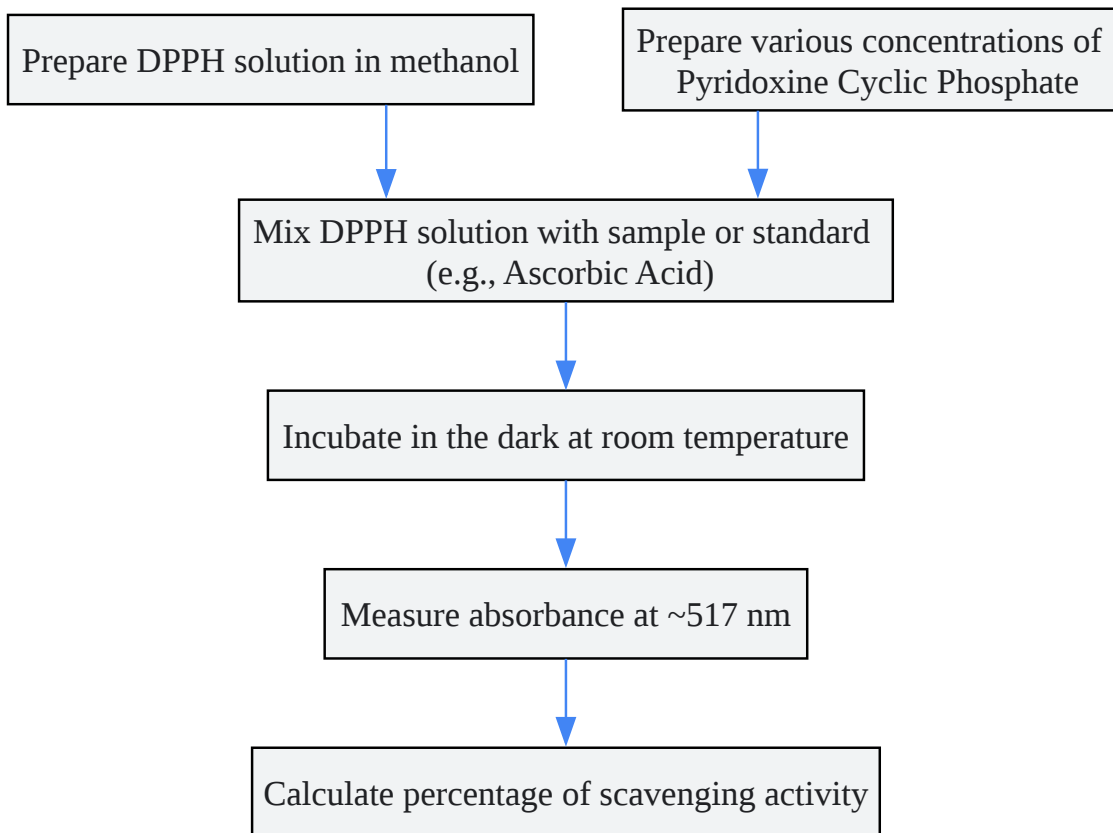 Prepare DPPH solution in methanol
Prepare various concentrations of
Pyridoxine Cyclic Phosphate
Mix DPPH solution with sample or standard
(e.g., Ascorbic Acid)
Incubate in the dark at room temperature
Measure absorbance at ~517 nm
Calculate percentage of scavenging activity